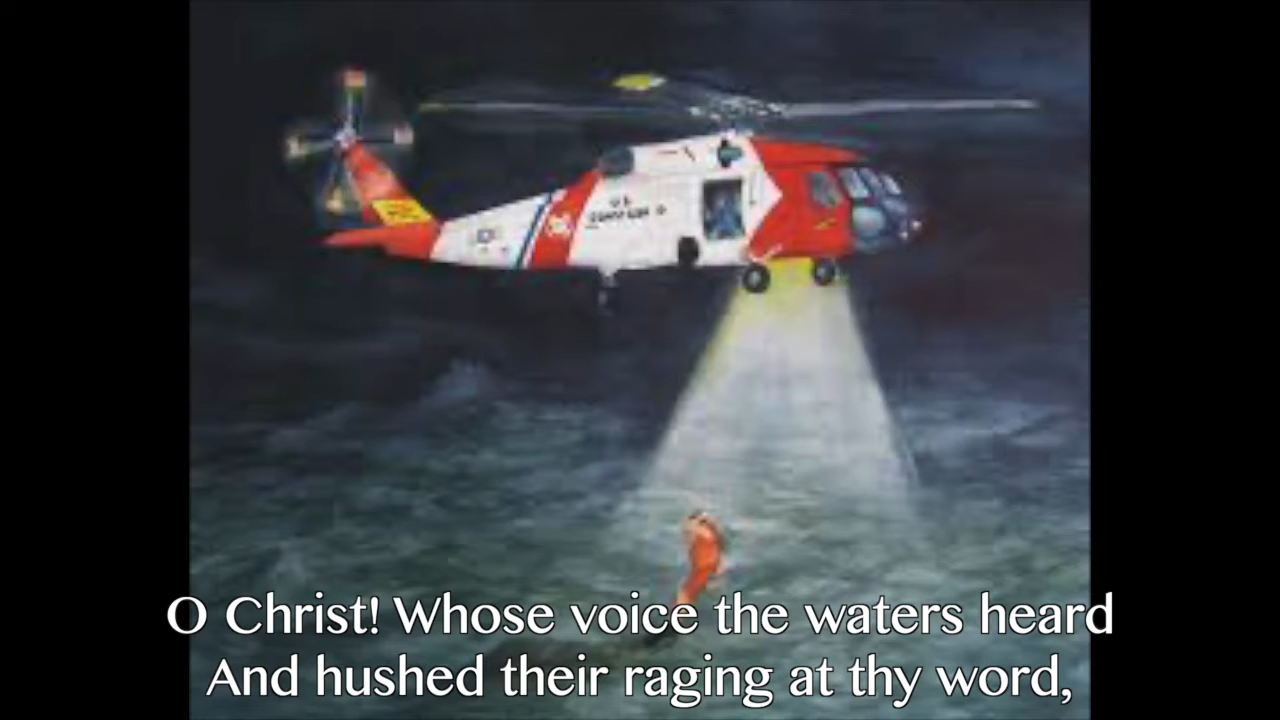 U.S.
O Christ! Whose voice the waters heard
And hushed their raging at thy word,